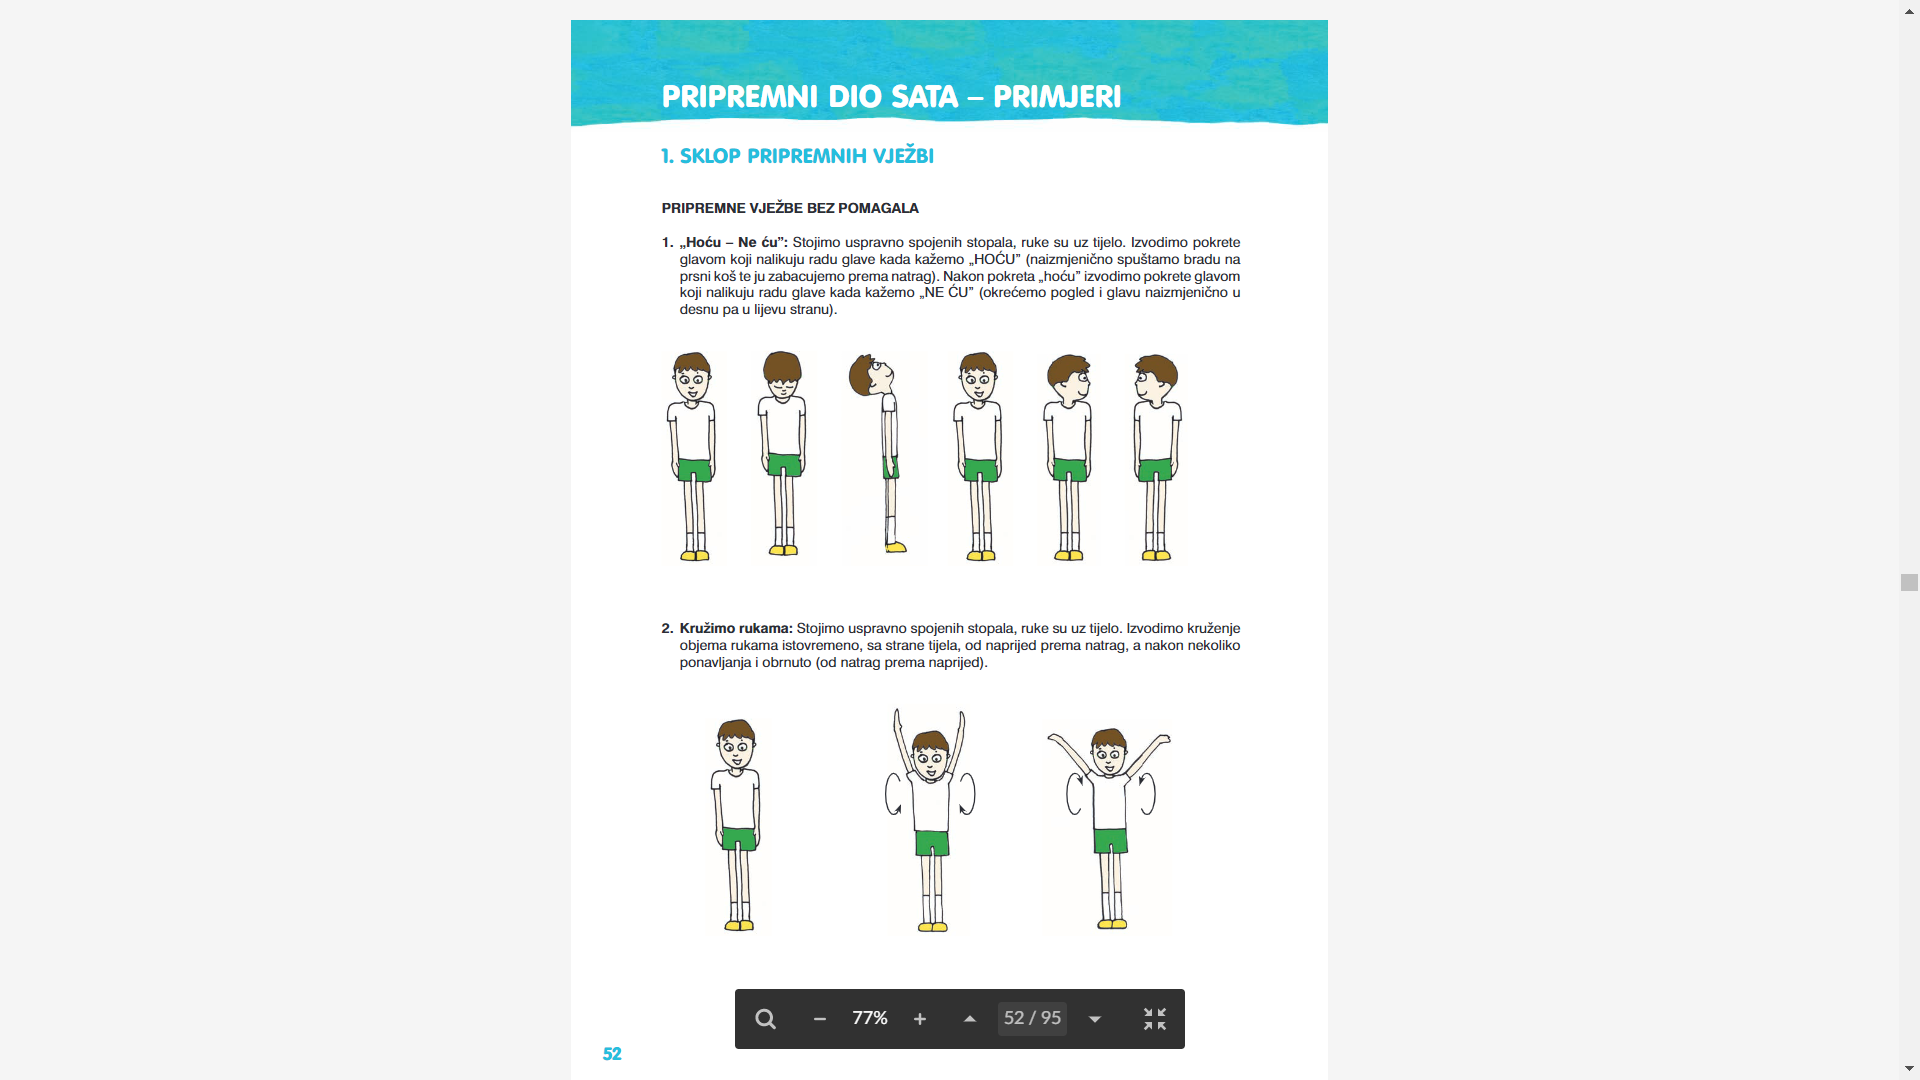 PRIPREMNI DIO SATA – PRIMJERI
1. SKLOP PRIPREMNIH VJEŽBI
PRIPREMNE VJEŽBE BEZ POMAGALA
1. „Hoću – Ne ću”: Stojimo uspravno spojenih stopala, ruke su uz tijelo. Izvodimo pokrete
glavom koji nalikuju radu glave kada kažemo „HOĆU” (naizmjenično spuštamo bradu na
prsni koš te ju zabacujemo prema natrag). Nakon pokreta „hoću” izvodimo pokrete glavom
koji nalikuju radu glave kada kažemo „NE ĆU” (okrećemo pogled i glavu naizmjenično u
desnu pa u lijevu stranu).
2. Kružimo rukama: Stojimo uspravno spojenih stopala, ruke su uz tijelo. Izvodimo kruženje
objema rukama istovremeno, sa strane tijela, od naprijed prema natrag, a nakon nekoliko
ponavljanja i obrnuto (od natrag prema naprijed).
77%
52 / 95
52